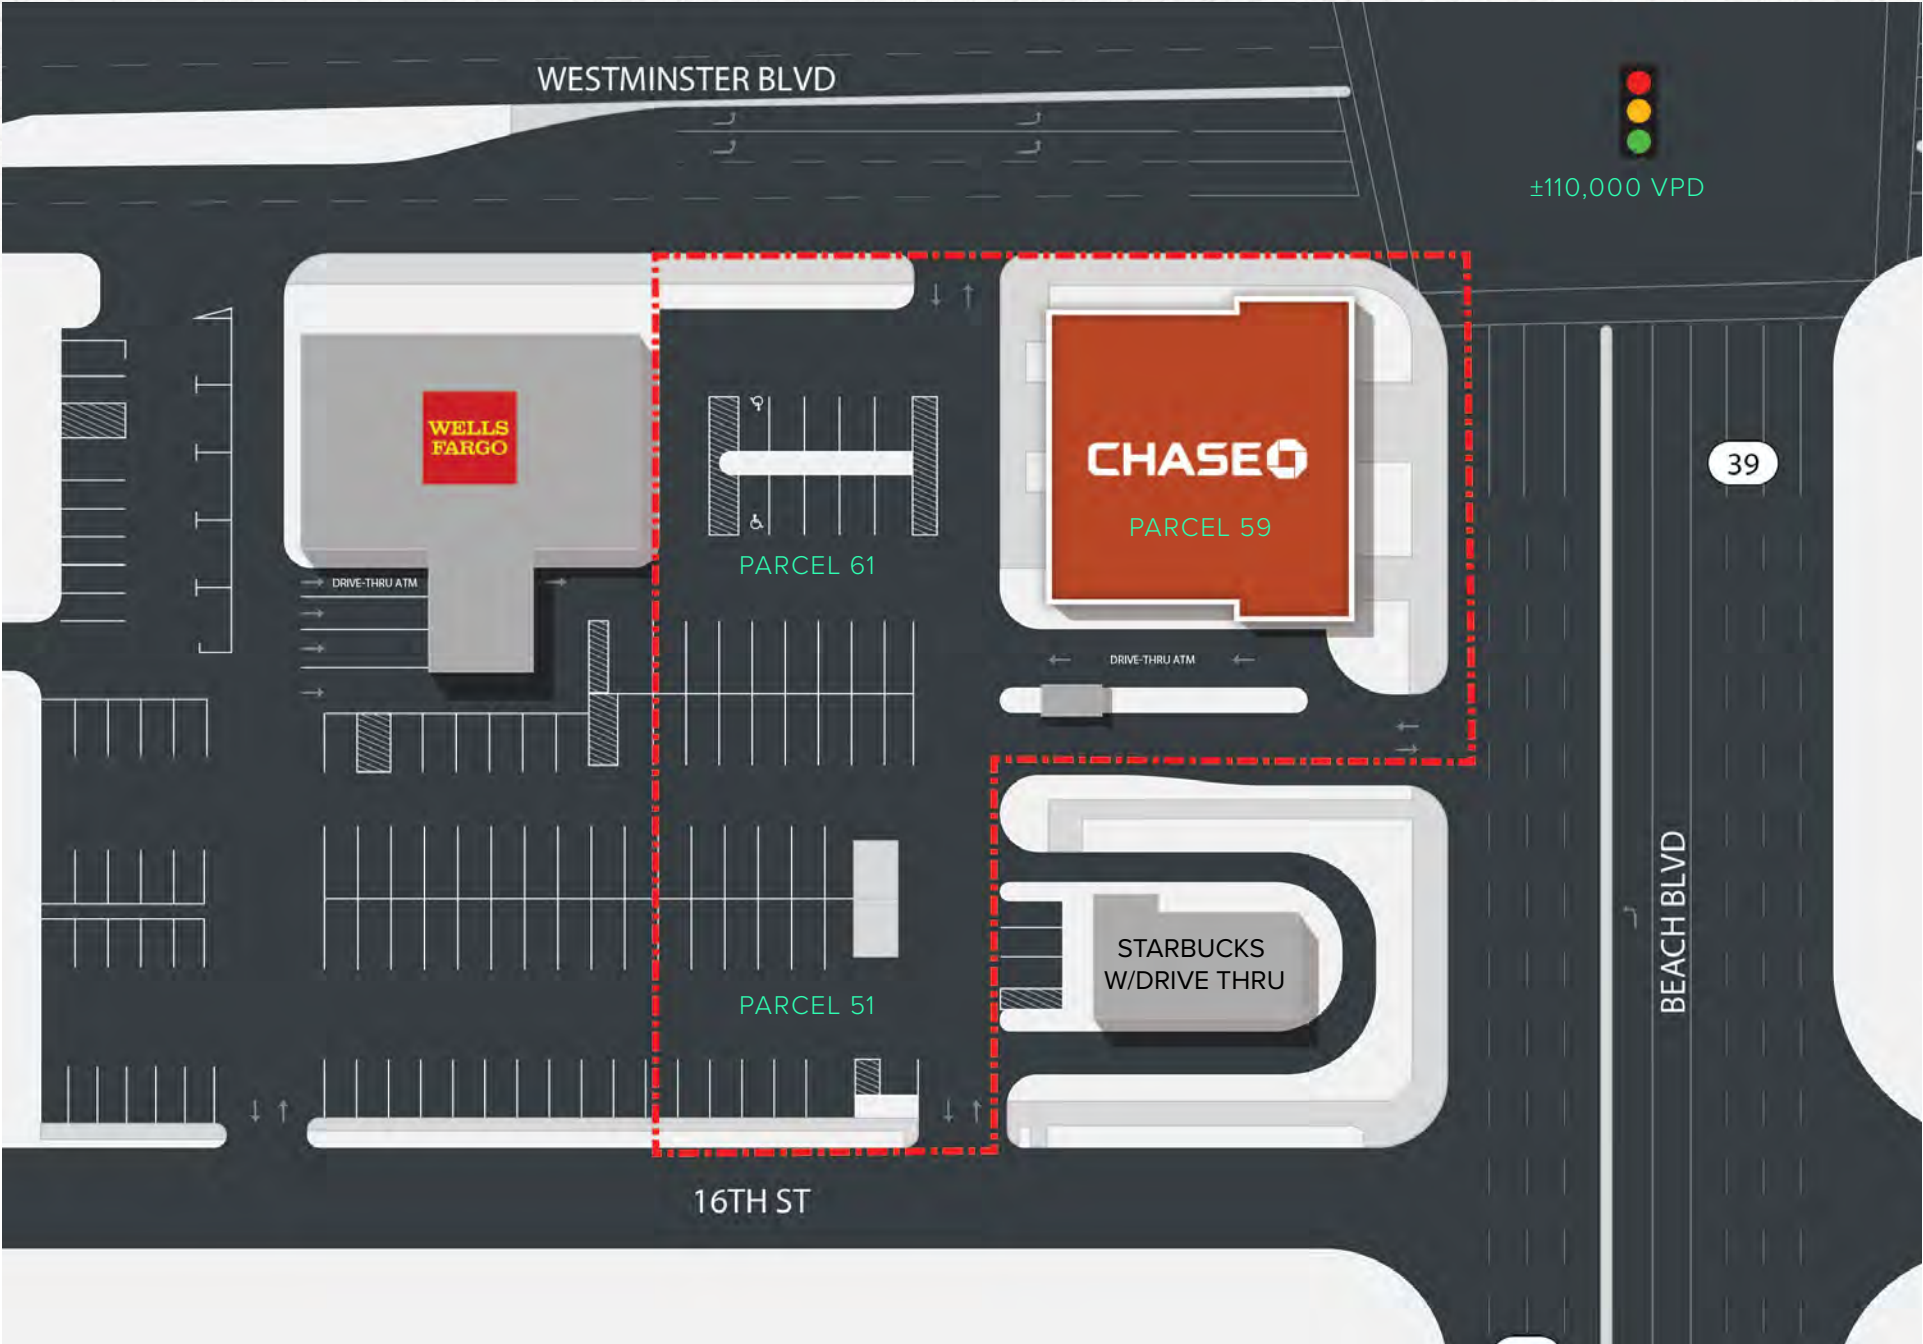 WESTMINSTER BLVD
±110,000 VPD
WELLS
FARGO
CHASE
39
PARCEL 59
PARCEL 61
DRIVE-THRU ATM
DRIVE-THRU ATM
STARBUCKS
W/DRIVE THRU
BEACH BLVD
PARCEL 51
16TH ST